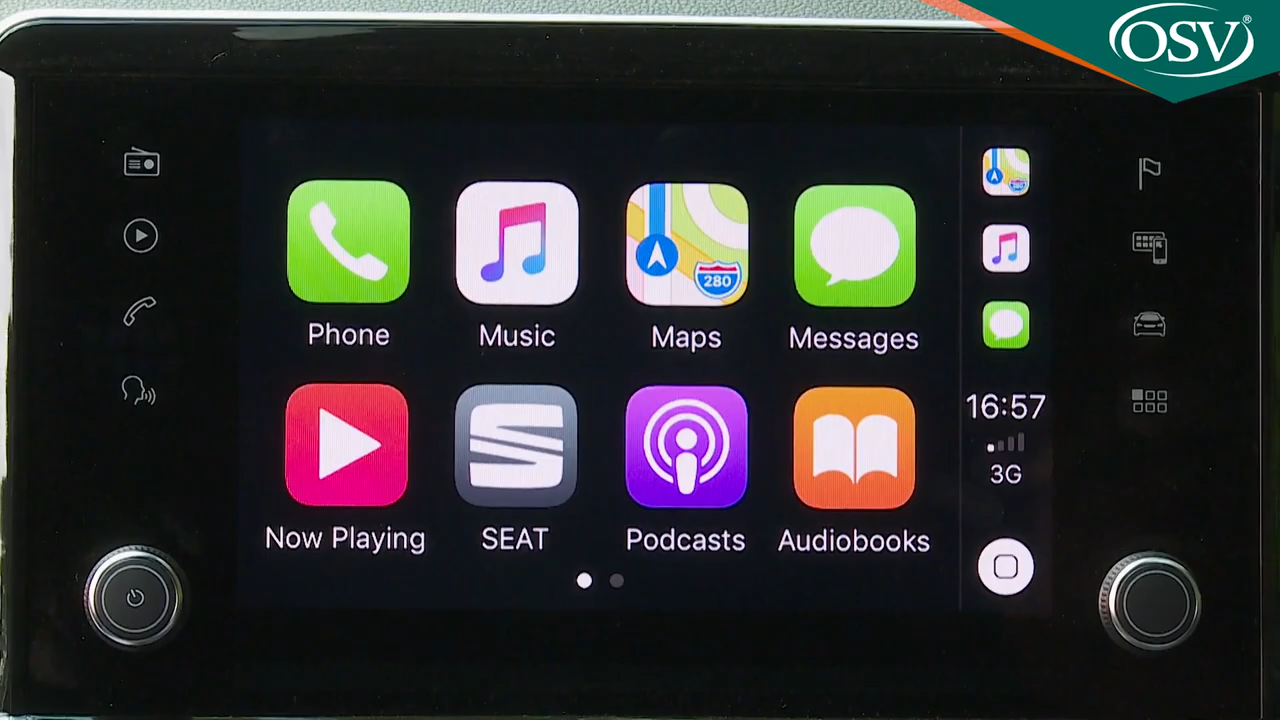 OSV®
280
Phone Music Maps Messages
16:57
3G
Now Playing SEAT Podcasts Audiobooks